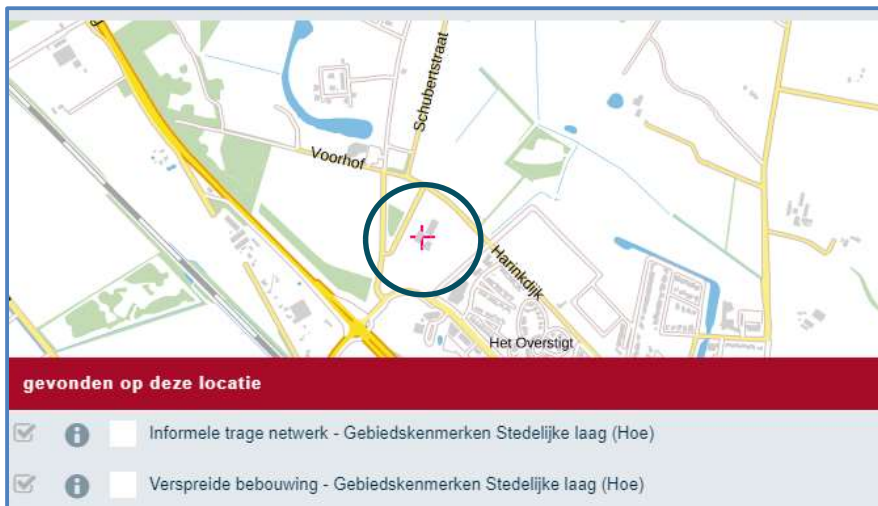 Schubertstraat
Voorhof
Harinkdijk
Het Overstigt
gevonden op deze locatie
Informele trage netwerk - Gebiedskenmerken Stedelijke laag (Hoe)
Verspreide bebouwing - Gebiedskenmerken Stedelijke laag (Hoe)